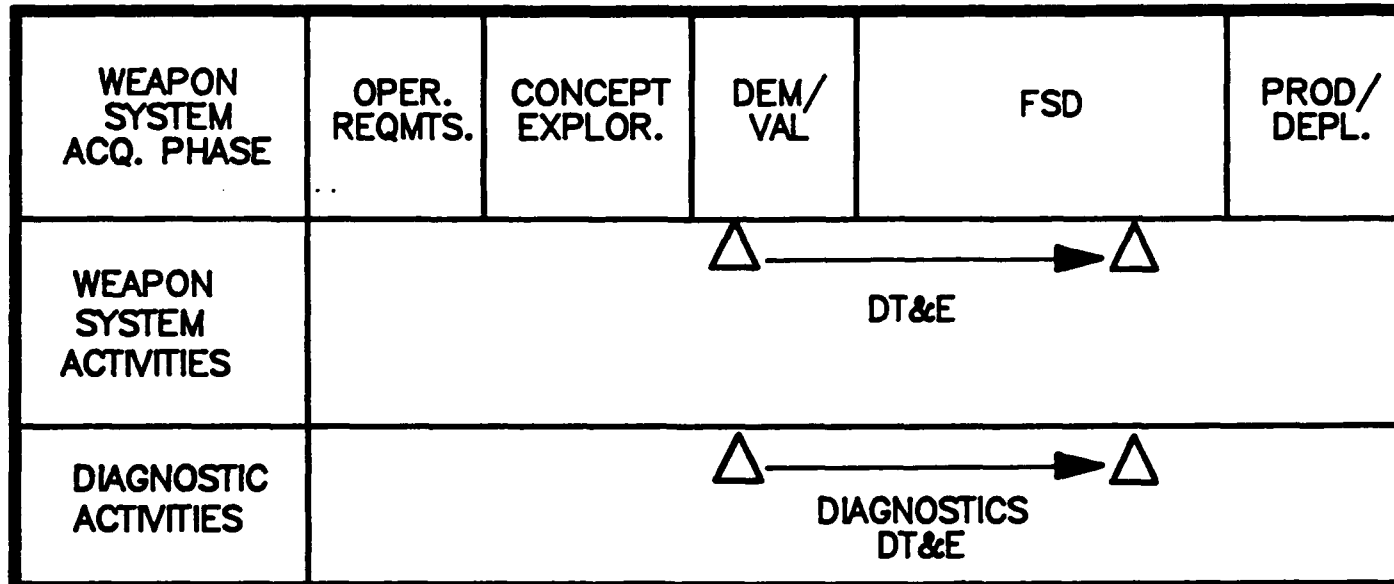 WEAPON
SYSTEM
ACQ. PHASE
OPER.
REQMTS.
CONCEPT
EXPLOR.
DEM/
VAL
FSD
PROD/
DEPL.
WEAPON
SYSTEM
ACTIVITIES
DT&E
DIAGNOSTIC
ACTIVITIES
DIAGNOSTICS
DT&E